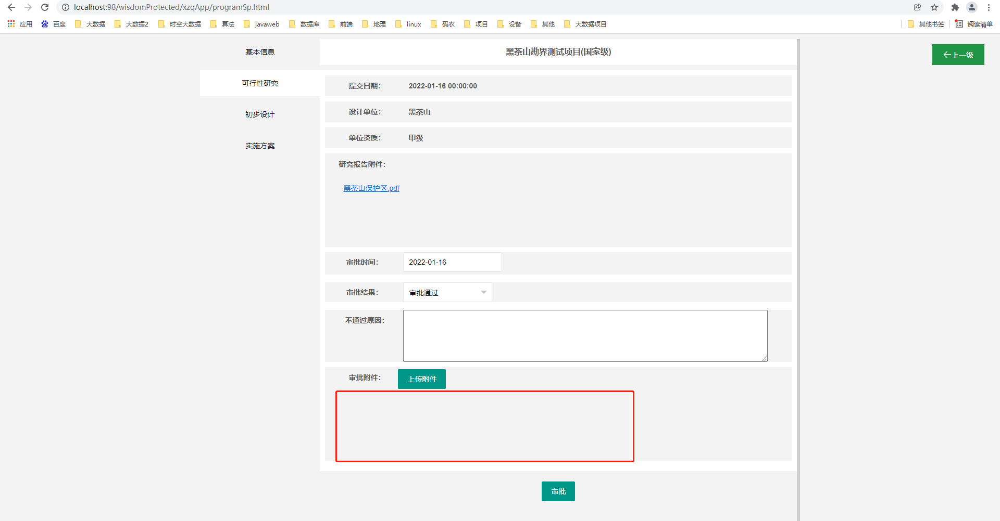 localhost:98/wisdomProtected/xzqApp/programSp.html
应用 百度 大数据 大数据2 时空大数据 算法 javaweb 数据库 前端 地理 linux 码农 项目 设备 其他 大数据项目 其他书签 阅读清单
基本信息
可行性研究
初步设计
实施方案
黑茶山勘界测试项目(国家级)
上一级
提交日期： 2022-01-16 00:00:00
设计单位： 黑茶山
单位资质： 甲级
研究报告附件：
黑茶山保护区.pdf
审批时间： 2022-01-16
审批结果： 审批通过
不通过原因：
审批附件： 上传附件
审批